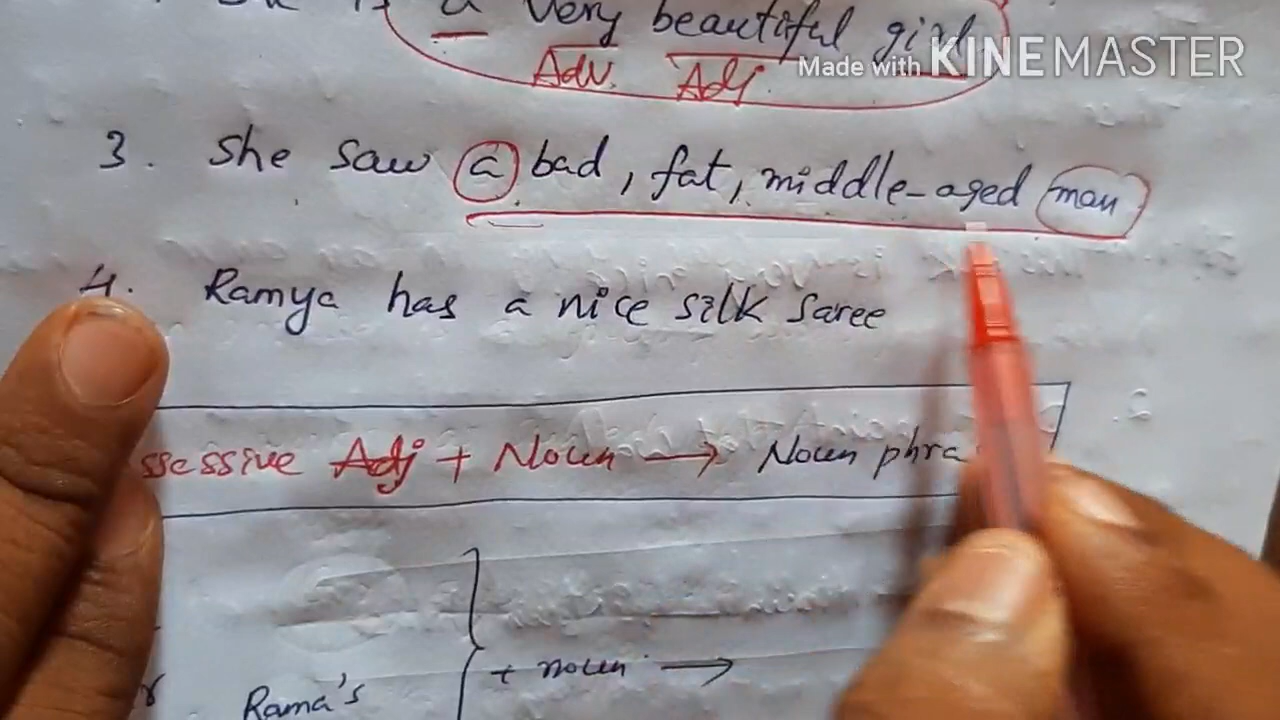 a very beautiful girl
Made with KINEMASTER
Adv. Adj.
3. She saw a bad, fat, middle-aged man
4. Ramya has a nice silk saree
ssessive Adj + Noun → Noun phra
+ noun →
Rama's